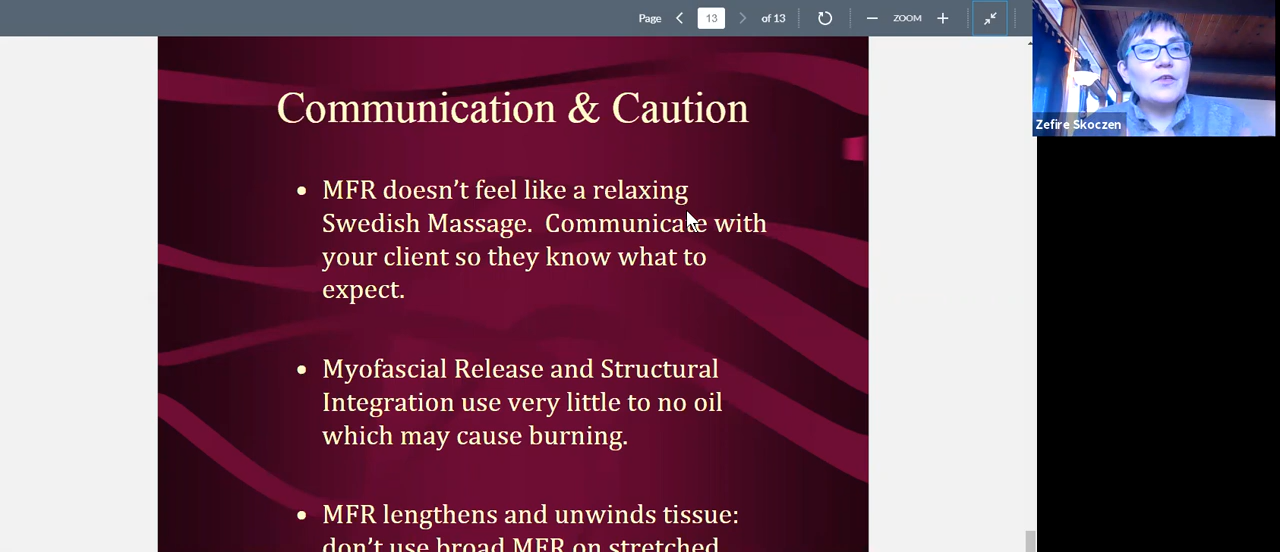 Page 13 of 13 ZOOM
Zefire Skoczen
Communication & Caution
• MFR doesn't feel like a relaxing
Swedish Massage.  Communicate with
your client so they know what to
expect.
• Myofascial Release and Structural
Integration use very little to no oil
which may cause burning.
• MFR lengthens and unwinds tissue:
don't use broad MFR on stretched